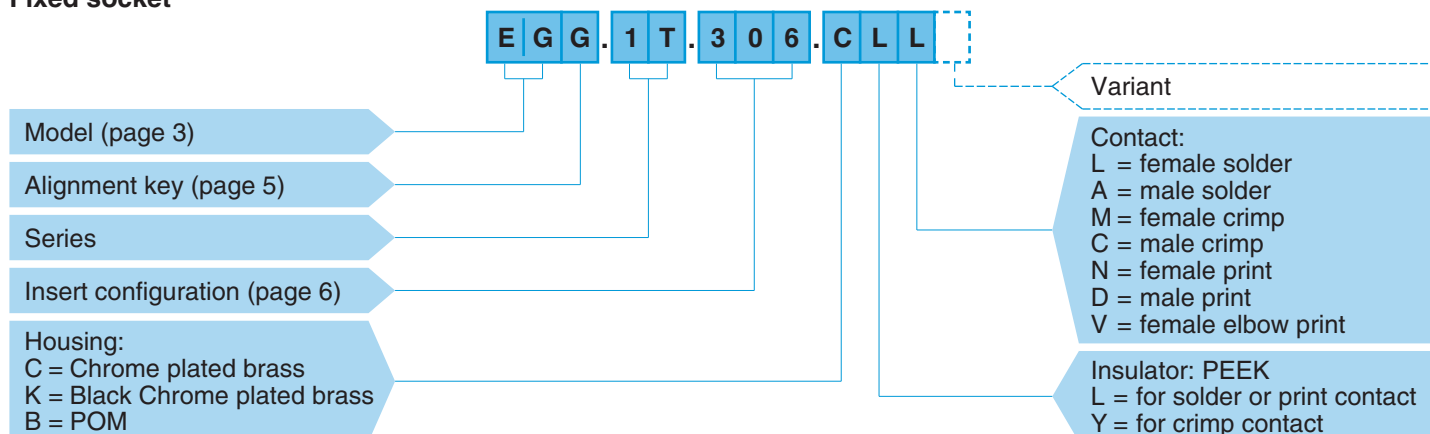 Fixed socket
E G G . 1 T . 3 0 6 . C L L
Model (page 3)
Alignment key (page 5)
Series
Insert configuration (page 6)
Housing:
C = Chrome plated brass
K = Black Chrome plated brass
B = POM
Variant
Contact:
L = female solder
A = male solder
M = female crimp
C = male crimp
N = female print
D = male print
V = female elbow print
Insulator: PEEK
L = for solder or print contact
Y = for crimp contact